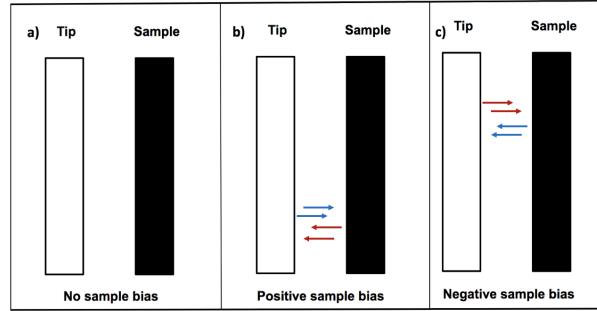 a)
Tip
Sample
No sample bias
b)
Tip
Sample
Positive sample bias
c)
Tip
Sample
Negative sample bias